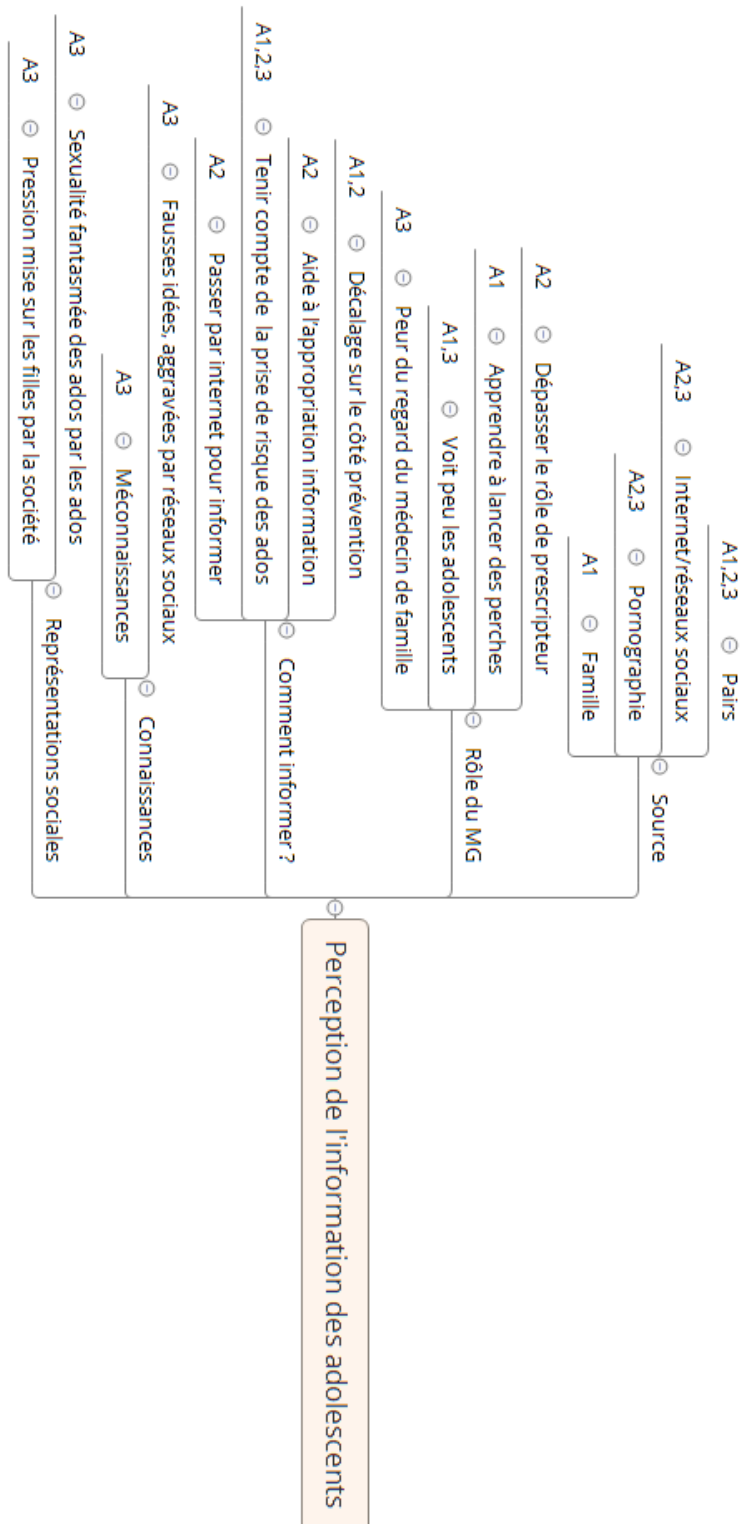 A1,2,3 Pairs
A2,3 Internet/réseaux sociaux
A2,3 Pornographie
A1 Famille
Source
A2 Dépasser le rôle de prescripteur
A1 Apprendre à lancer des perches
A1,3 Voit peu les adolescents
A3 Peur du regard du médecin de famille
Rôle du MG
A1,2 Décalage sur le côté prévention
A2 Aide à l'appropriation information
A1,2,3 Tenir compte de la prise de risque des ados
A2 Passer par internet pour informer
Comment informer ?
A3 Fausses idées, aggravées par réseaux sociaux
A3 Méconnaissances
Connaissances
A3 Sexualité fantasmée des ados par les ados
A3 Pression mise sur les filles par la société
Représentations sociales
Perception de l'information des adolescents